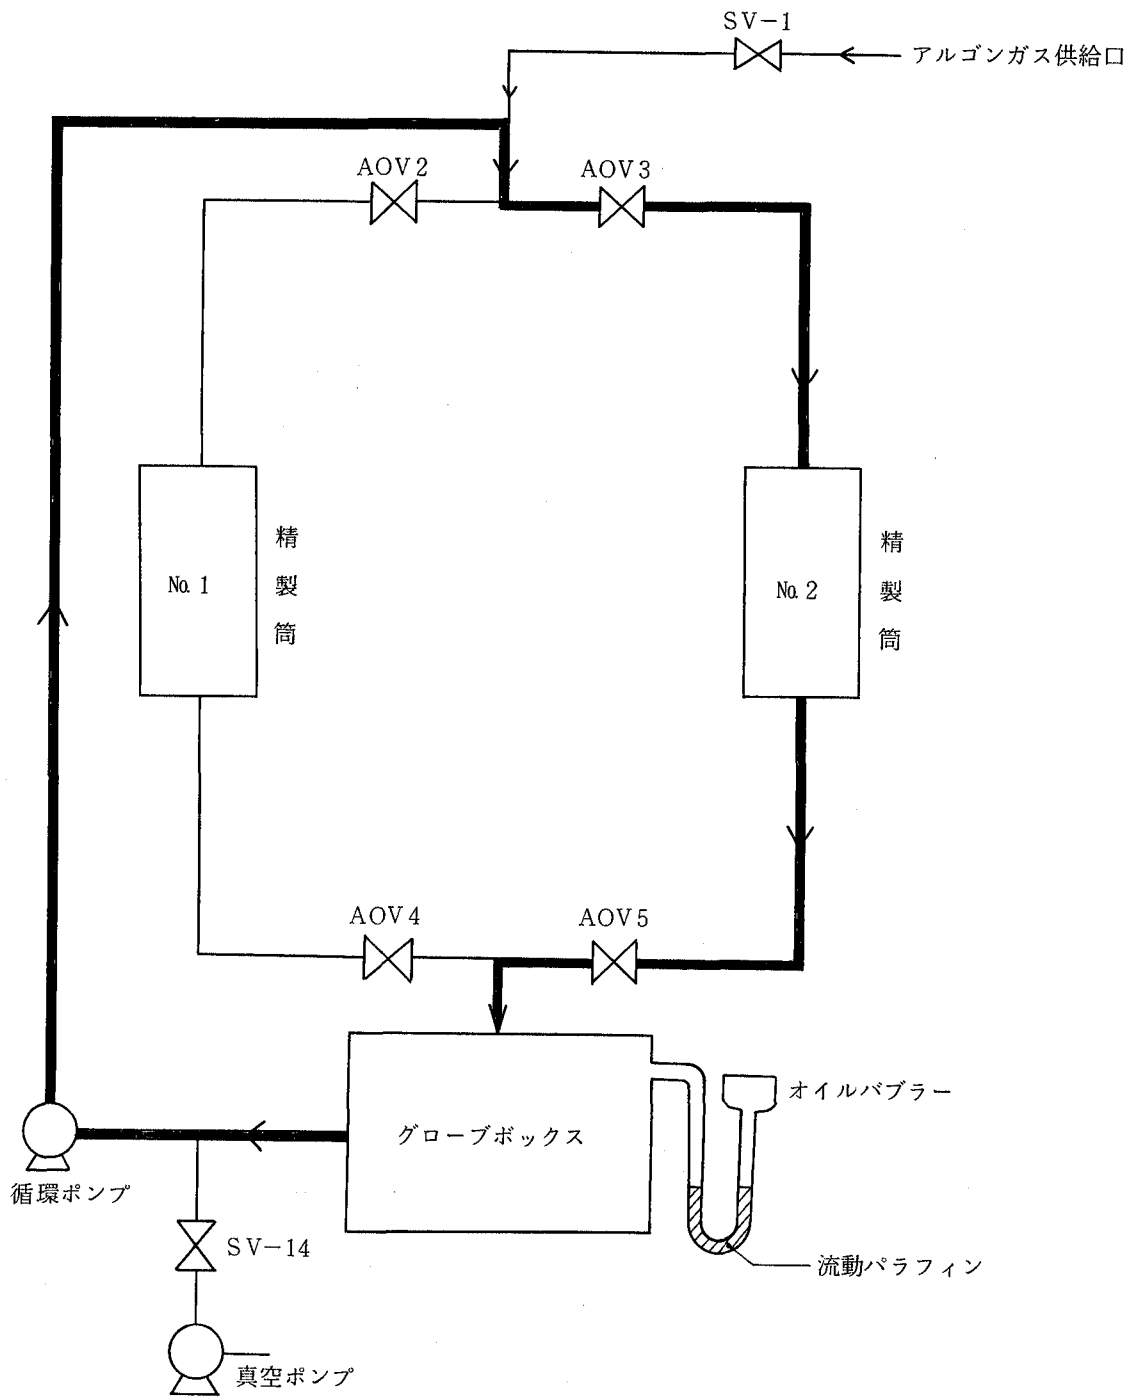 SV-1
アルゴンガス供給口
AOV2
AOV3
No.1
精製筒
No.2
精製筒
AOV4
AOV5
オイルバブラー
グローブボックス
循環ポンプ
SV-14
流動パラフィン
真空ポンプ